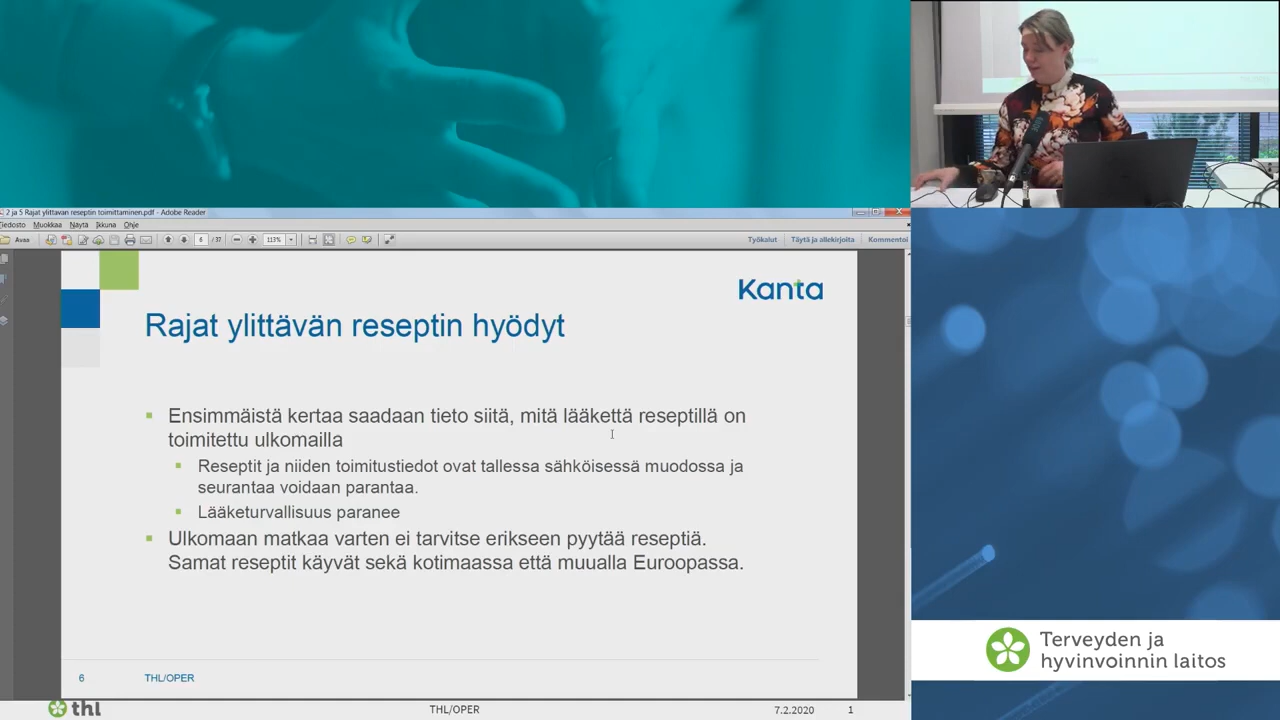 2 ja 5 Rajat ylittävän reseptin toimittaminen.pdf - Adobe Reader
Tiedosto Muokkaa Näytä Ikkuna Ohje
Avaa 6 / 37 113% Työkalut Täytä ja allekirjoita Kommentoi
Kanta
Rajat ylittävän reseptin hyödyt
Ensimmäistä kertaa saadaan tieto siitä, mitä lääkettä reseptillä on
toimitettu ulkomailla
Reseptit ja niiden toimitustiedot ovat tallessa sähköisessä muodossa ja
seurantaa voidaan parantaa.
Lääketurvallisuus paranee
Ulkomaan matkaa varten ei tarvitse erikseen pyytää reseptiä.
Samat reseptit käyvät sekä kotimaassa että muualla Euroopassa.
6 THL/OPER
thl THL/OPER 7.2.2020 1
Terveyden ja
hyvinvoinnin laitos